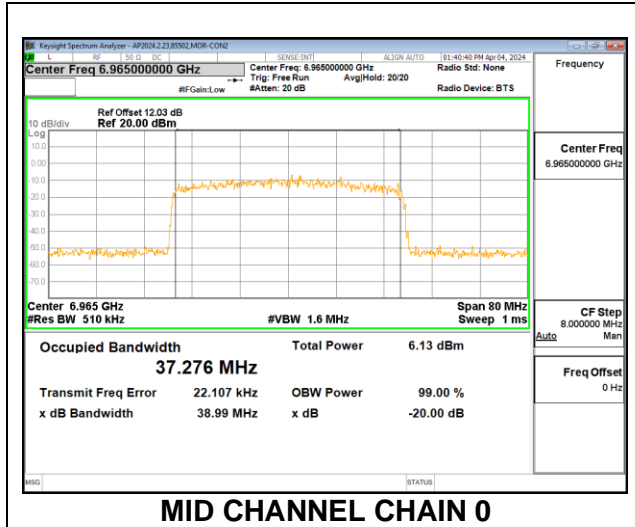 Keysight Spectrum Analyzer - AP2024.2.23,85502,MOR-CON2
L RF 50 Ω DC SENSE:INT ALIGN AUTO 01:40:40 PM Apr 04, 2024
Center Freq 6.965000000 GHz
Center Freq: 6.965000000 GHz
Radio Std: None
Trig: Free Run Avg|Hold: 20/20
#IFGain:Low #Atten: 20 dB Radio Device: BTS
Frequency
Ref Offset 12.03 dB
10 dB/div Ref 20.00 dBm
Log
10.0
0.00
-10.0
-20.0
-30.0
-40.0
-50.0
-60.0
-70.0
Center 6.965 GHz Span 80 MHz
#Res BW 510 kHz #VBW 1.6 MHz Sweep 1 ms
Center Freq
6.965000000 GHz
CF Step
8.000000 MHz
Auto Man
Freq Offset
0 Hz
Occupied Bandwidth Total Power 6.13 dBm
37.276 MHz
Transmit Freq Error 22.107 kHz OBW Power 99.00 %
x dB Bandwidth 38.99 MHz x dB -20.00 dB
MSG STATUS
MID CHANNEL CHAIN 0